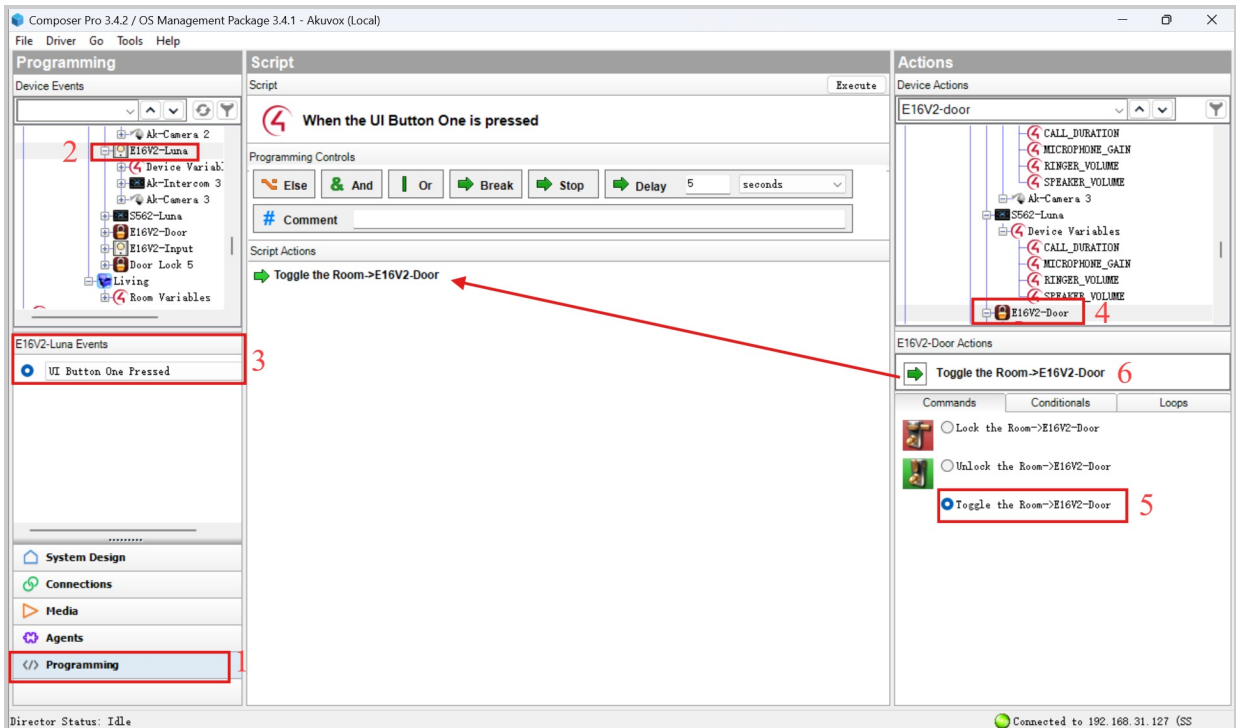 Composer Pro 3.4.2 / OS Management Package 3.4.1 - Akuvox (Local)
File Driver Go Tools Help
Programming
Device Events
Ak-Camera 2
2
E16V2-Luna
Device Variab
Ak-Intercom 3
Ak-Camera 3
S562-Luna
E16V2-Door
E16V2-Input
Door Lock 5
Living
Room Variables
E16V2-Luna Events
UI Button One Pressed
3
System Design
Connections
Media
Agents
Programming
1
Director Status: Idle
Script
Script Execute
When the UI Button One is pressed
Programming Controls
Else And Or Break Stop Delay 5 seconds
# Comment
Script Actions
Toggle the Room->E16V2-Door
Actions
Device Actions
E16V2-door
CALL_DURATION
MICROPHONE_GAIN
RINGER_VOLUME
SPEAKER_VOLUME
Ak-Camera 3
S562-Luna
Device Variables
CALL_DURATION
MICROPHONE_GAIN
RINGER_VOLUME
SPEAKER_VOLUME
E16V2-Door
4
E16V2-Door Actions
Toggle the Room->E16V2-Door 6
Commands Conditionals Loops
Lock the Room->E16V2-Door
Unlock the Room->E16V2-Door
Toggle the Room->E16V2-Door
5
Connected to 192.168.31.127 (SS